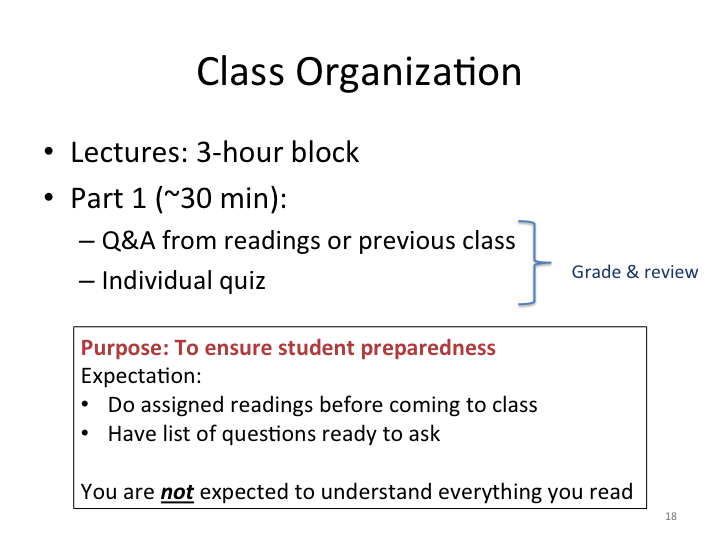 Class Organization
• Lectures: 3-hour block
• Part 1 (~30 min):
– Q&A from readings or previous class
– Individual quiz
Grade & review
Purpose: To ensure student preparedness
Expectation:
• Do assigned readings before coming to class
• Have list of questions ready to ask
You are not expected to understand everything you read
18